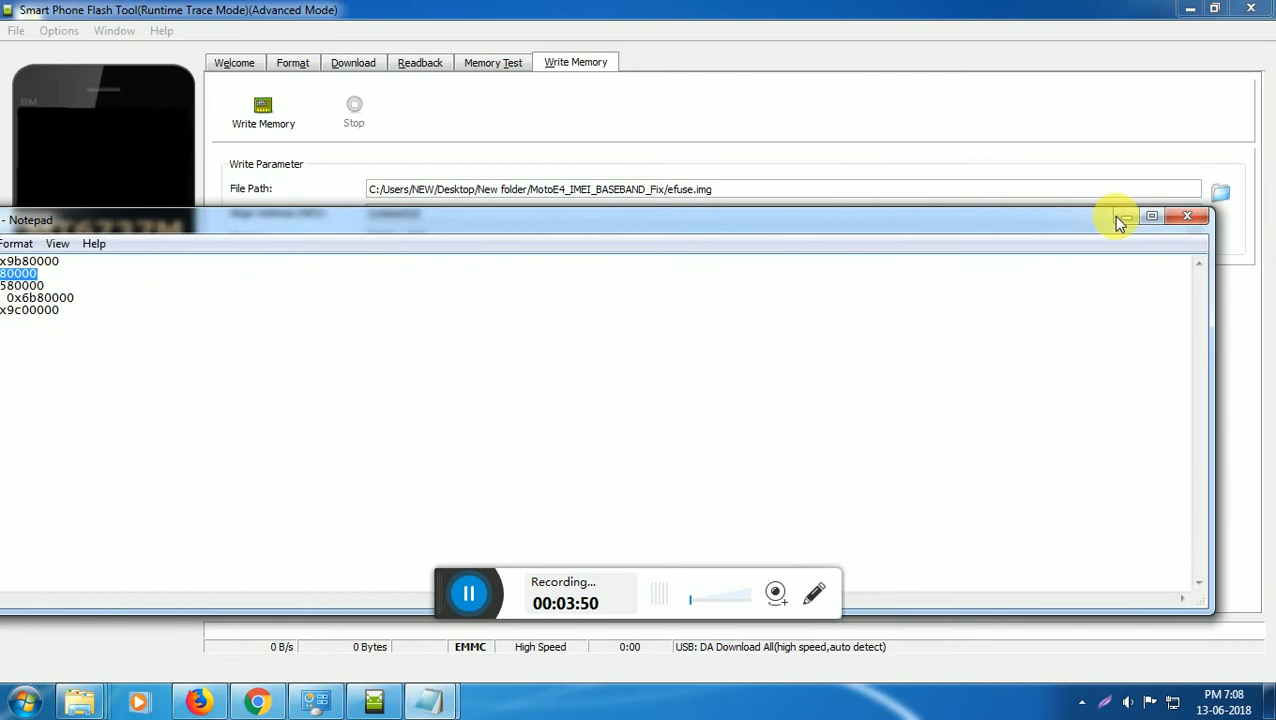 Smart Phone Flash Tool(Runtime Trace Mode)(Advanced Mode)
File Options Window Help
Welcome Format Download Readback Memory Test Write Memory
BM
Write Memory Stop
Write Parameter
File Path: C:/Users/NEW/Desktop/New folder/MotoE4_IMEI_BASEBAND_Fix/efuse.img
- Notepad
Format View Help
x9b80000
80000
580000
0x6b80000
x9c00000
Recording...
00:03:50
0 B/s 0 Bytes EMMC High Speed 0:00 USB: DA Download All(high speed,auto detect)
PM 7:08
13-06-2018